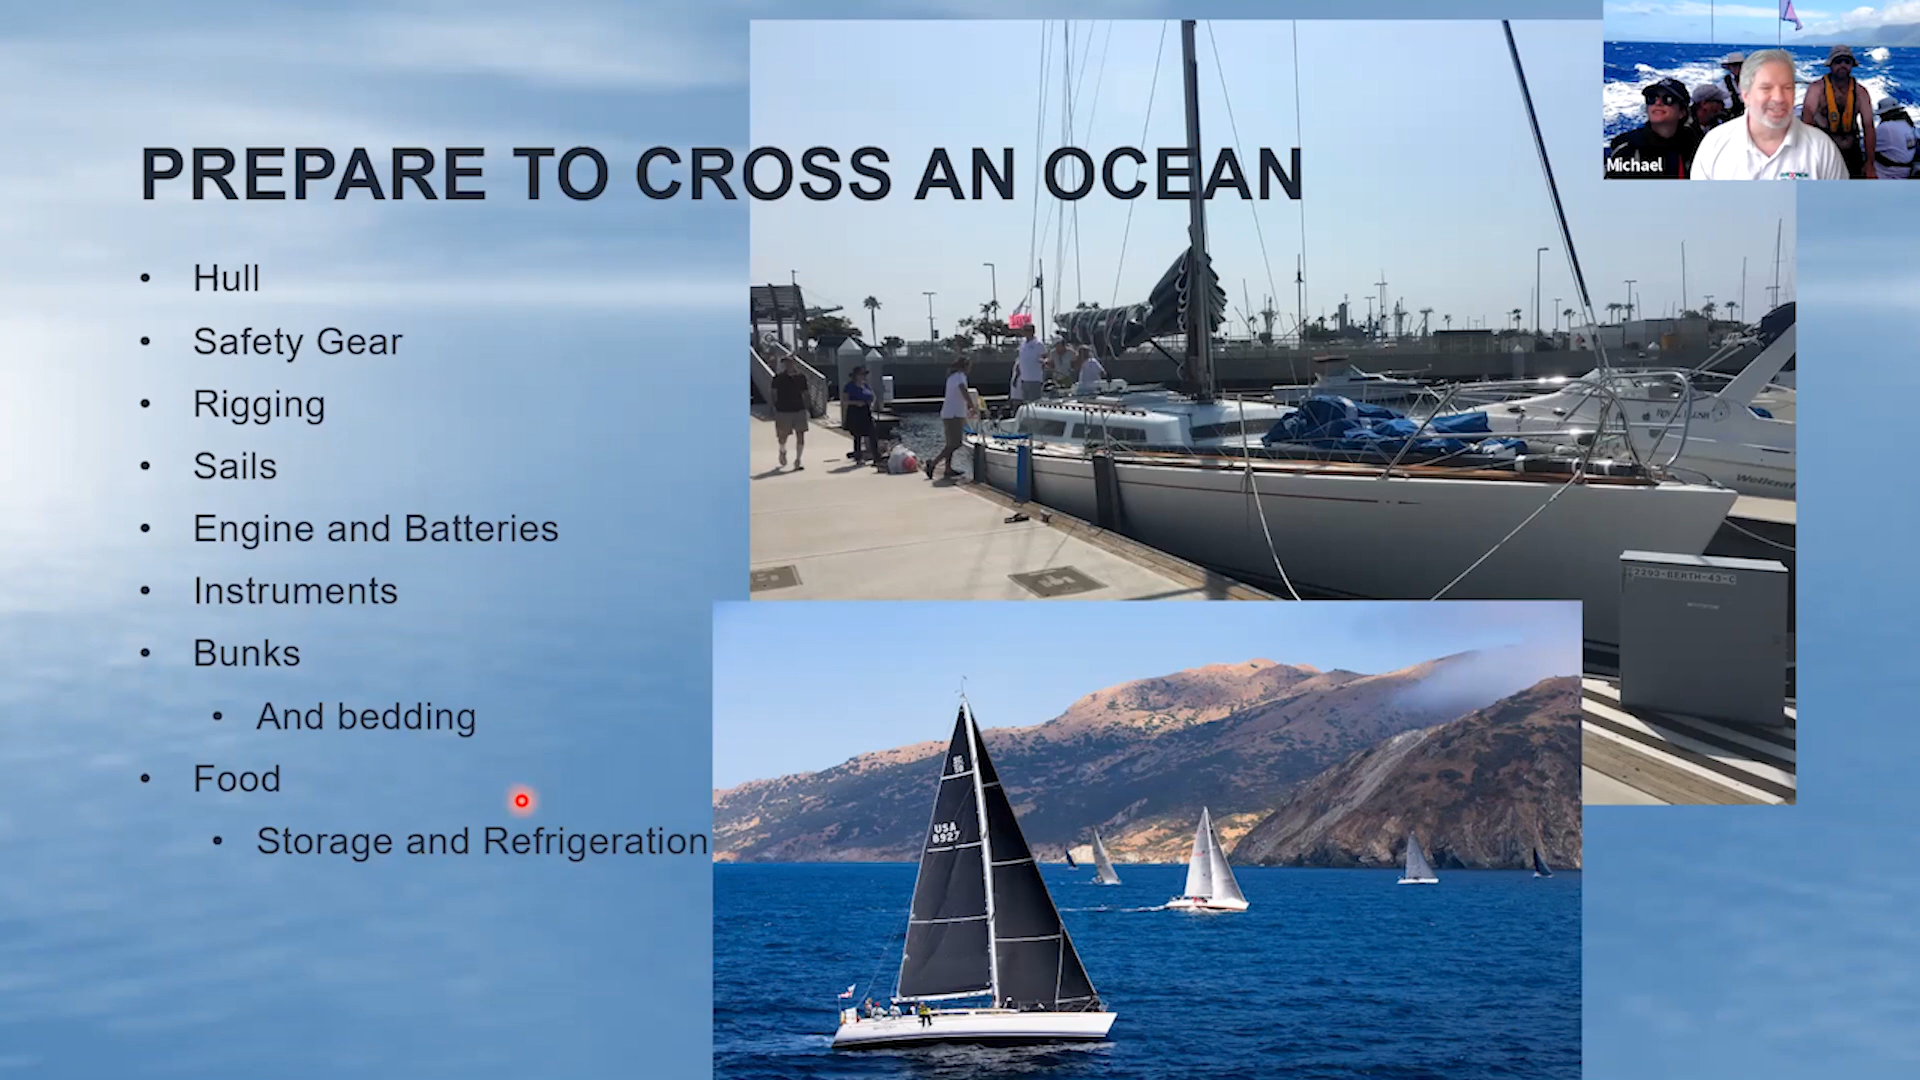 PREPARE TO CROSS AN OCEAN
• Hull
• Safety Gear
• Rigging
• Sails
• Engine and Batteries
• Instruments
• Bunks
• And bedding
• Food
• Storage and Refrigeration
Michael
USA
8927